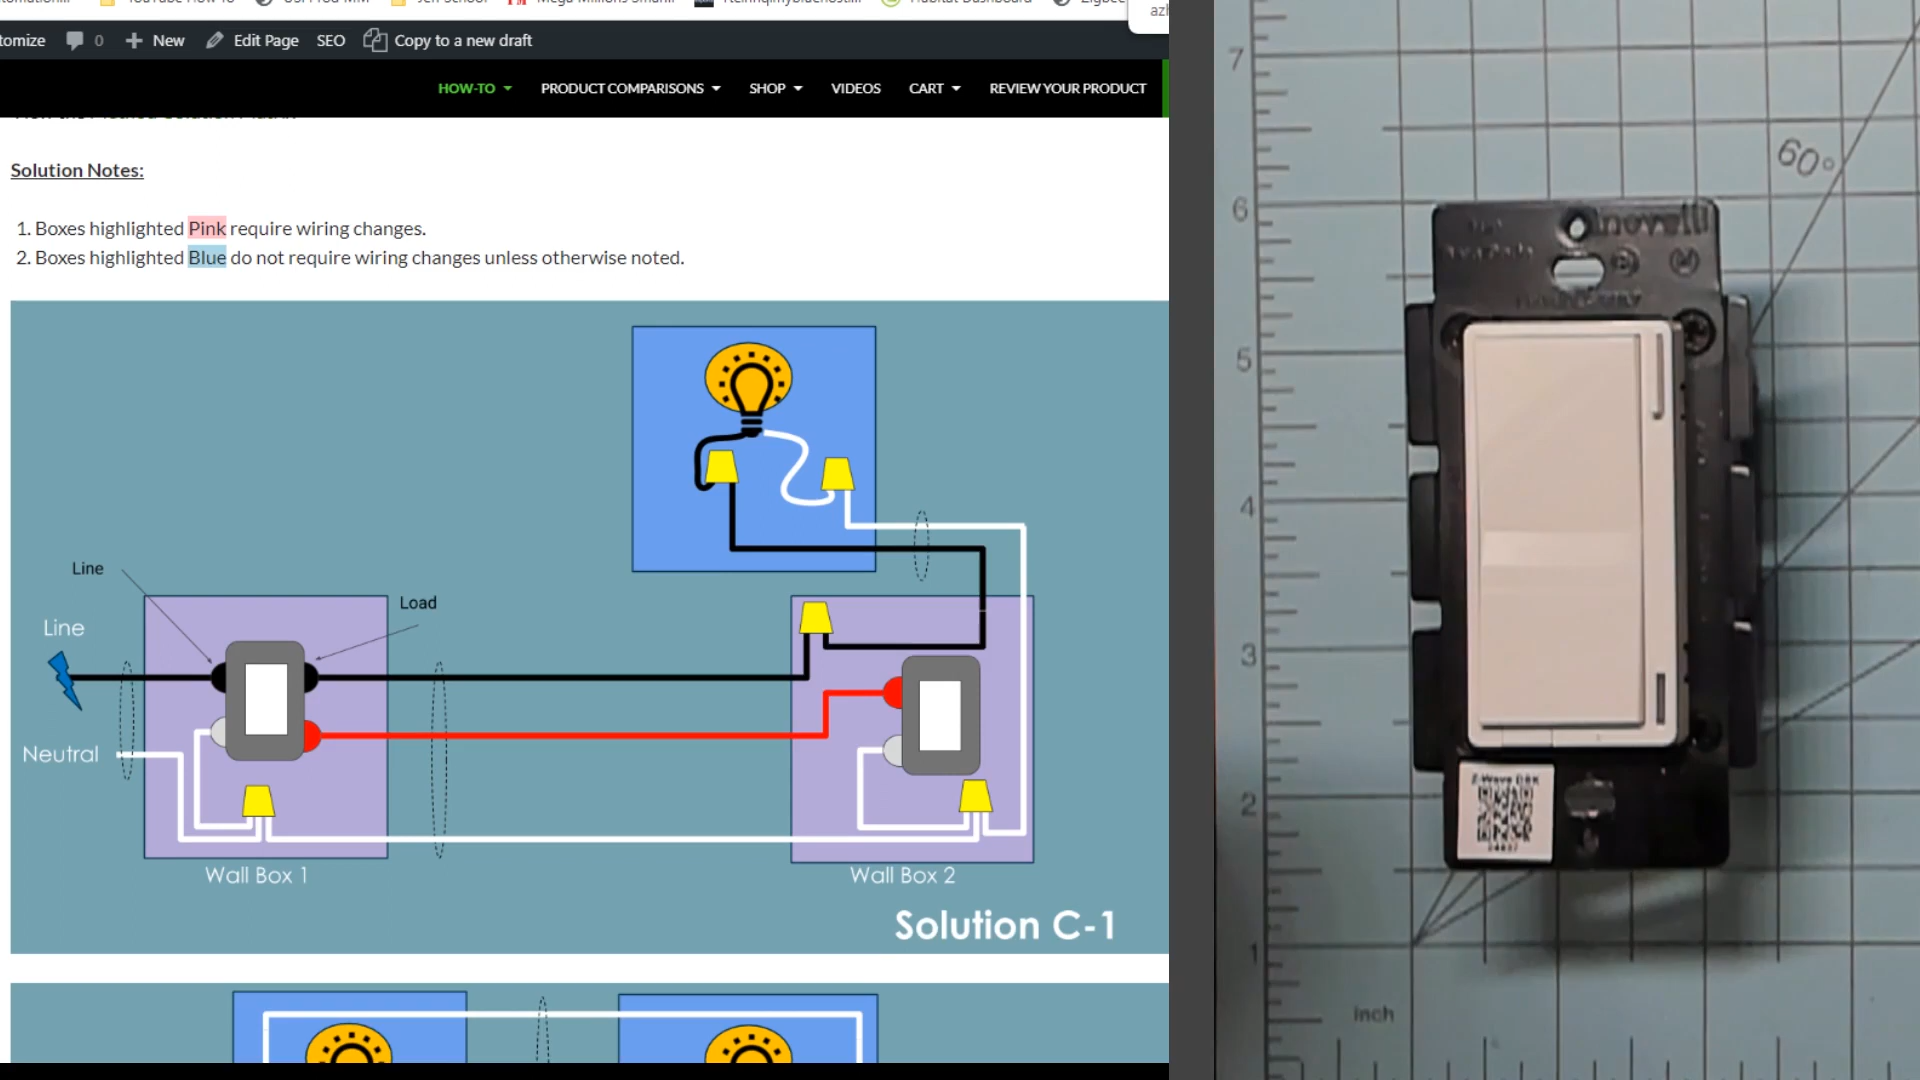 tomize 0 New Edit Page SEO Copy to a new draft
HOW-TO PRODUCT COMPARISONS SHOP VIDEOS CART REVIEW YOUR PRODUCT
Solution Notes:
1. Boxes highlighted Pink require wiring changes.
2. Boxes highlighted Blue do not require wiring changes unless otherwise noted.
Line
Load
Line
Neutral
Wall Box 1
Wall Box 2
Solution C-1
7
6
5
4
3
2
1
60°
inovelli
Z-Wave DSK
inch